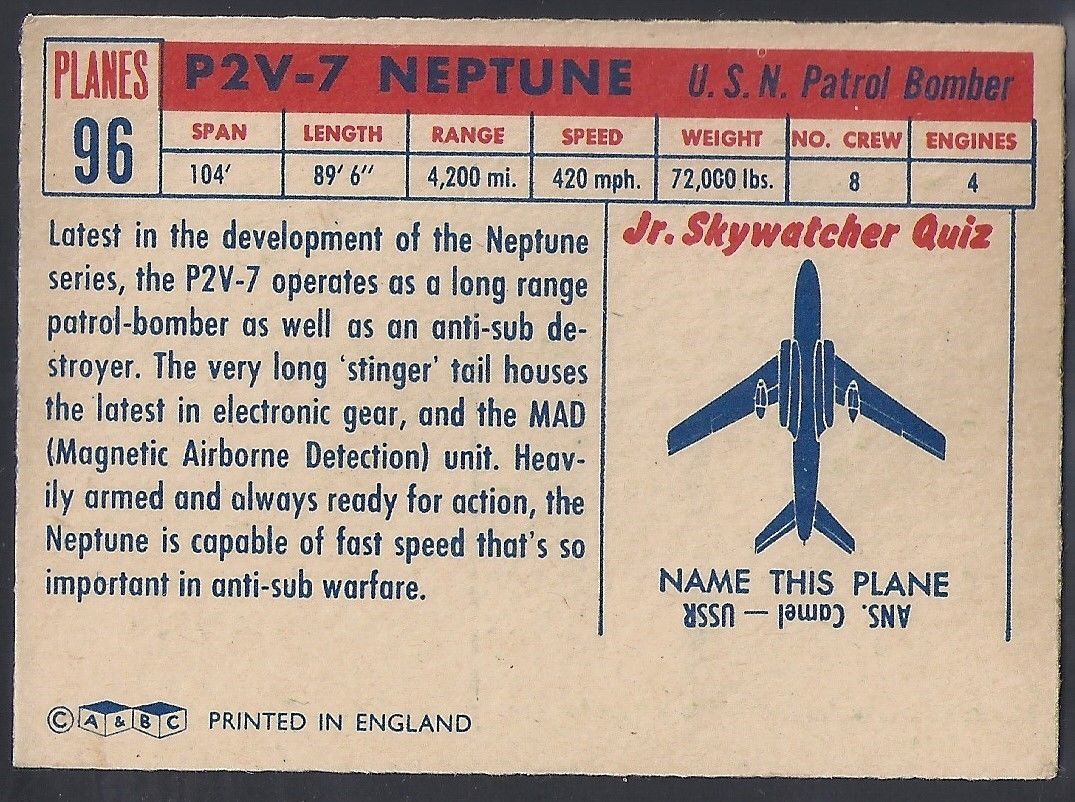 PLANES
96
P2V-7 NEPTUNE U.S.N. Patrol Bomber
SPAN LENGTH RANGE SPEED WEIGHT NO. CREW ENGINES
104' 89' 6" 4,200 mi. 420 mph. 72,000 lbs. 8 4
Latest in the development of the Neptune
series, the P2V-7 operates as a long range
patrol-bomber as well as an anti-sub de-
stroyer. The very long 'stinger' tail houses
the latest in electronic gear, and the MAD
(Magnetic Airborne Detection) unit. Heav-
ily armed and always ready for action, the
Neptune is capable of fast speed that's so
important in anti-sub warfare.
Jr. Skywatcher Quiz
NAME THIS PLANE
ANS. Camel — USSR
© A & B C PRINTED IN ENGLAND